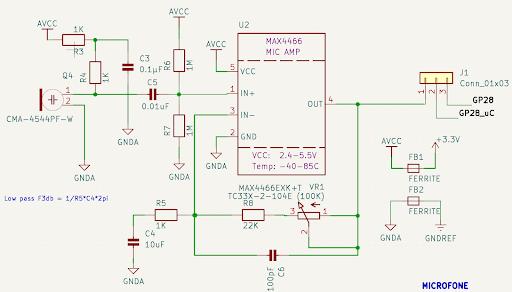 AVCC
1K
R3
R4
1K
Q4
1
2
CMA-4544PF-W
GNDA
C3
0.1µF
GNDA
C5
0.01uF
AVCC
R6
1M
R7
1M
GNDA
AVCC
U2
MAX4466
MIC AMP
5
VCC
1
IN+
3
IN-
2
GND
OUT
4
GNDA
VCC: 2.4-5.5V
Temp: -40-85C
MAX4466EXK+T
VR1
TC33X-2-104E (100K)
J1
Conn_01x03
1
2
3
GP28
GP28_uC
AVCC
+3.3V
FB1
FERRITE
FB2
FERRITE
GNDA
GNDREF
Low pass F3db = 1/R5*C4*2pi
R5
1K
C4
10uF
GNDA
R8
22K
3
1
2
100pF
C6
MICROFONE